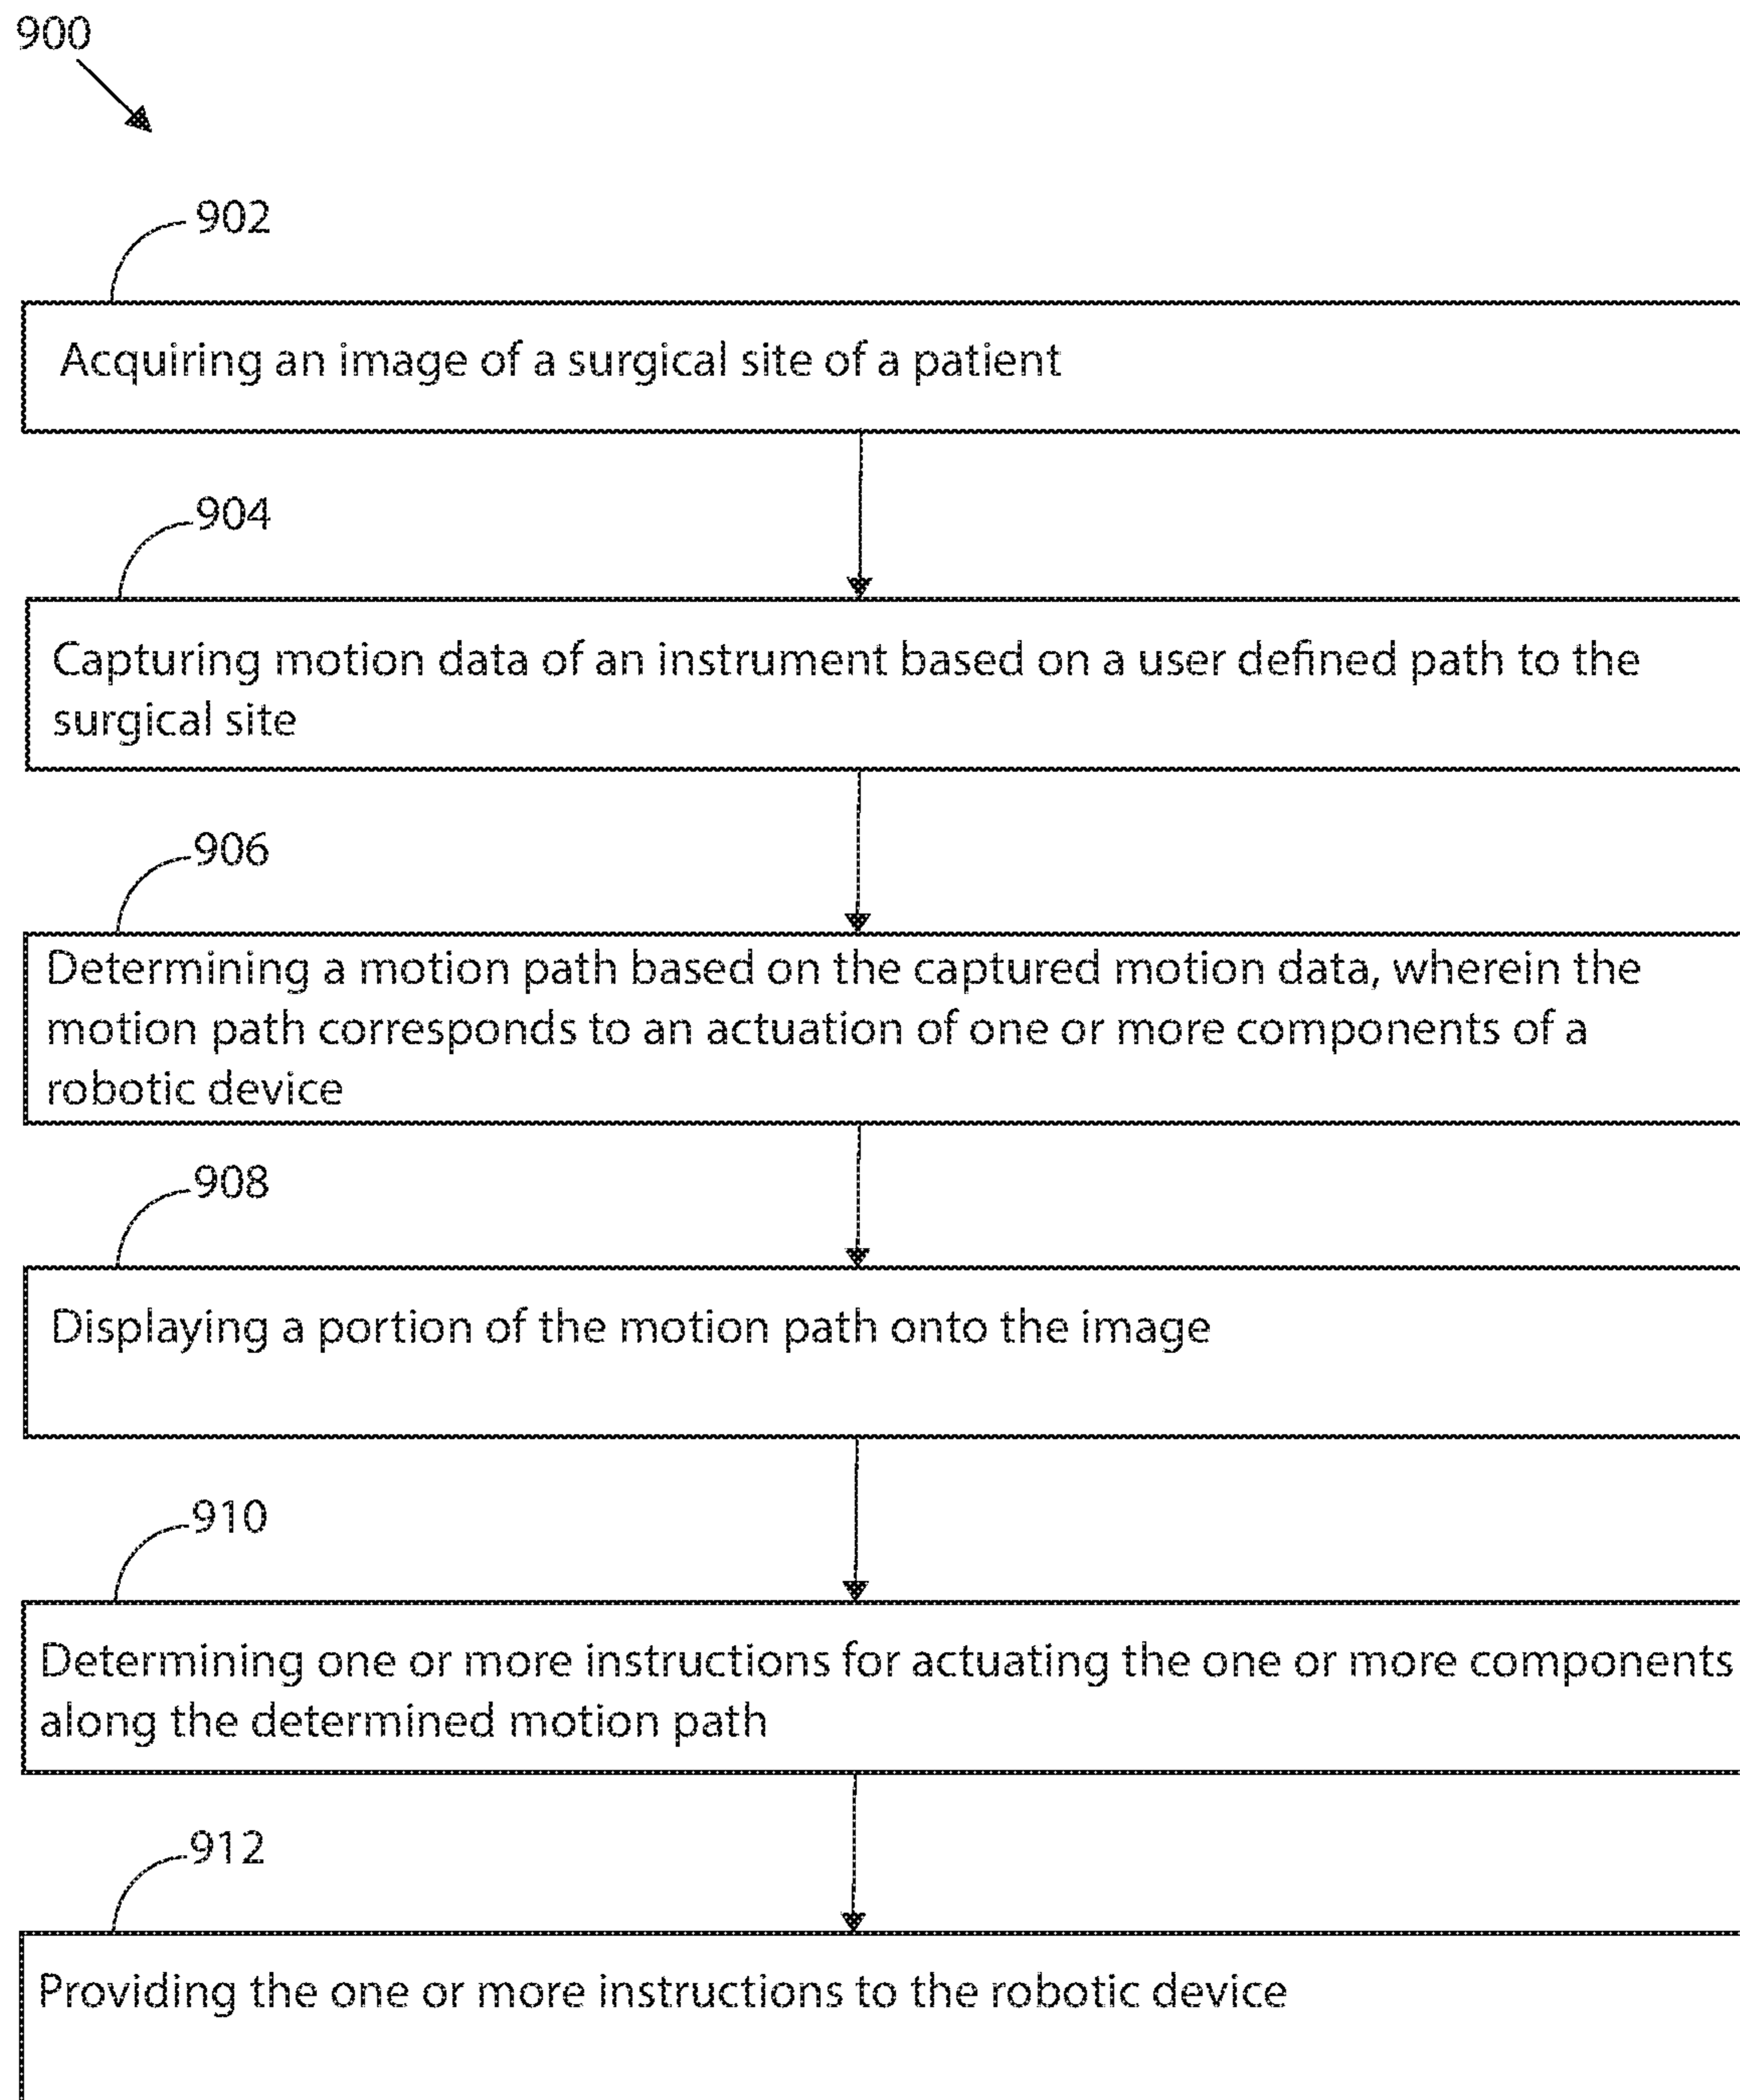 900
902
Acquiring an image of a surgical site of a patient
904
Capturing motion data of an instrument based on a user defined path to the
surgical site
906
Determining a motion path based on the captured motion data, wherein the
motion path corresponds to an actuation of one or more components of a
robotic device
908
Displaying a portion of the motion path onto the image
910
Determining one or more instructions for actuating the one or more components
along the determined motion path
912
Providing the one or more instructions to the robotic device